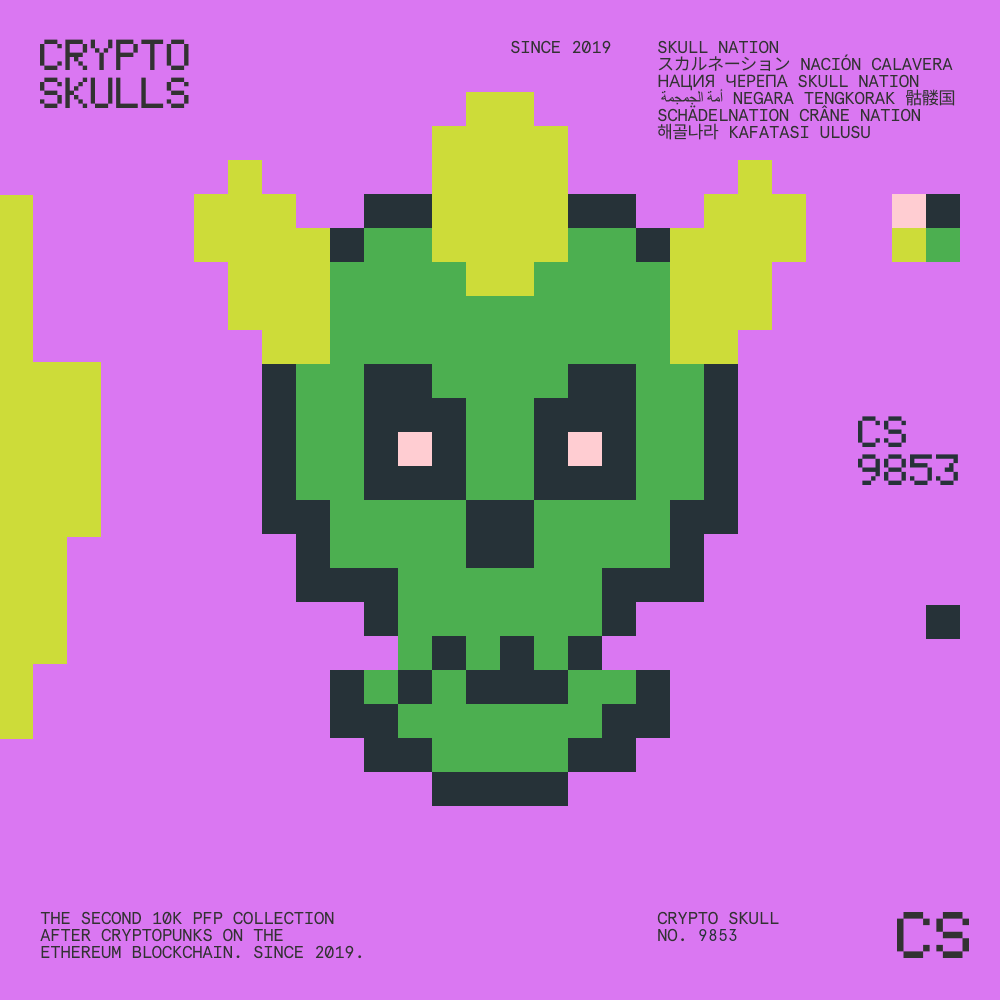 CRYPTO
SKULLS
SINCE 2019
SKULL NATION
スカルネーション NACIÓN CALAVERA
НАЦИЯ ЧЕРЕПА SKULL NATION
أمة الجمجمة NEGARA TENGKORAK 骷髅国
SCHÄDELNATION CRÂNE NATION
해골나라 KAFATASI ULUSU
CS
9853
THE SECOND 10K PFP COLLECTION
AFTER CRYPTOPUNKS ON THE
ETHEREUM BLOCKCHAIN. SINCE 2019.
CRYPTO SKULL
NO. 9853
CS